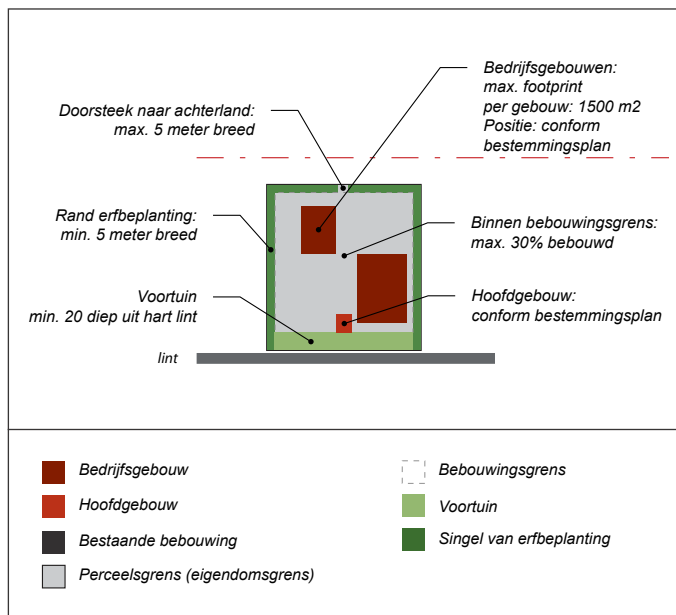 Bedrijfsgebouwen:
max. footprint
per gebouw: 1500 m2
Positie: conform
bestemmingsplan
Doorsteek naar achterland:
max. 5 meter breed
Rand erfbeplanting:
min. 5 meter breed
Binnen bebouwingsgrens:
max. 30% bebouwd
Voortuin
min. 20 diep uit hart lint
Hoofdgebouw:
conform bestemmingsplan
lint
Bedrijfsgebouw
Hoofdgebouw
Bestaande bebouwing
Perceelsgrens (eigendomsgrens)
Bebouwingsgrens
Voortuin
Singel van erfbeplanting